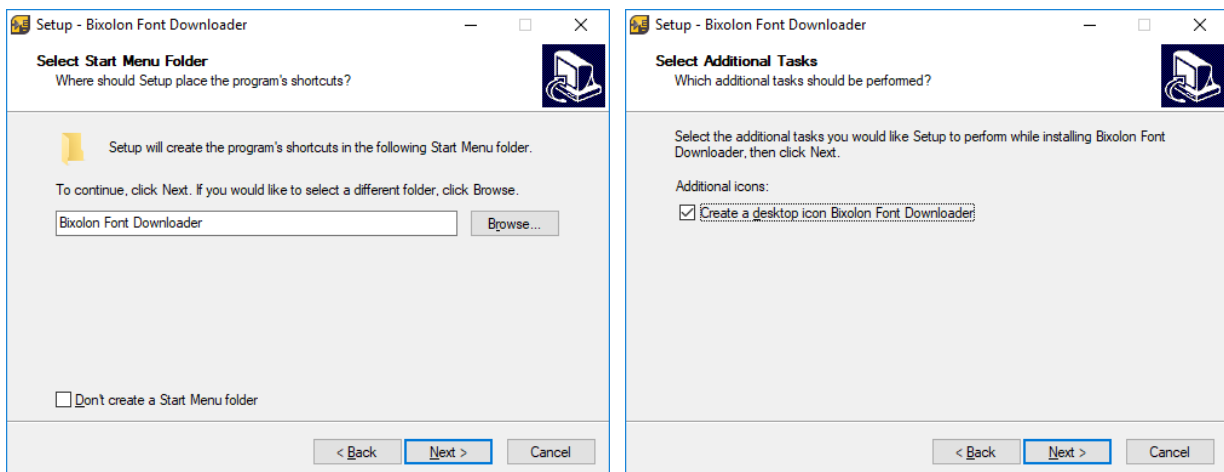 Setup - Bixolon Font Downloader
Select Start Menu Folder
Where should Setup place the program's shortcuts?
Setup will create the program's shortcuts in the following Start Menu folder.
To continue, click Next. If you would like to select a different folder, click Browse.
Bixolon Font Downloader
Browse...
Don't create a Start Menu folder
< Back
Next >
Cancel
Setup - Bixolon Font Downloader
Select Additional Tasks
Which additional tasks should be performed?
Select the additional tasks you would like Setup to perform while installing Bixolon Font
Downloader, then click Next.
Additional icons:
Create a desktop icon Bixolon Font Downloader
< Back
Next >
Cancel